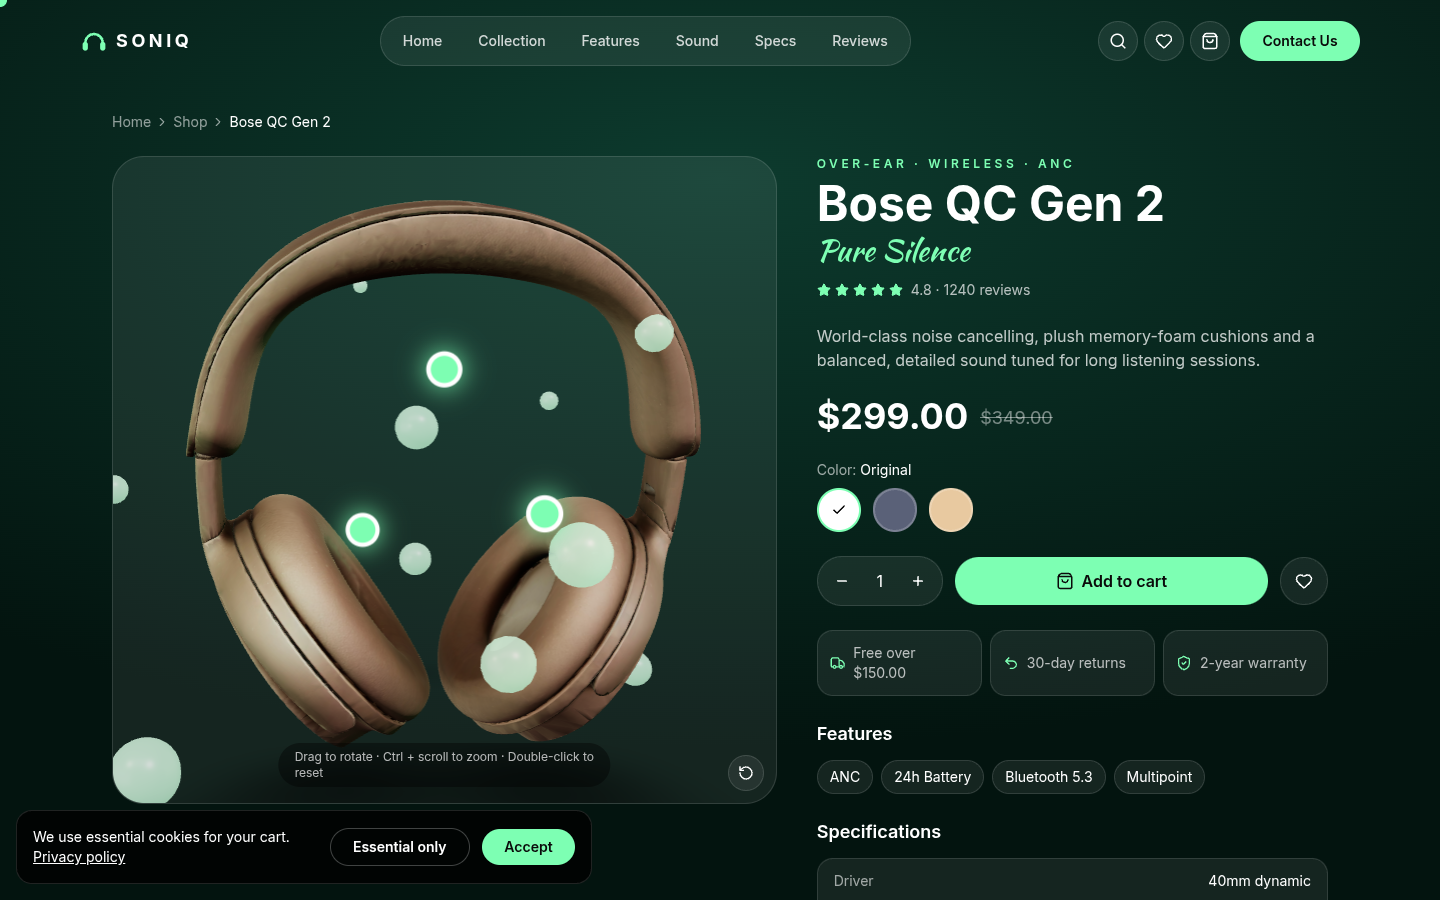 SONIQ
Home
Collection
Features
Sound
Specs
Reviews
Contact Us
Home
Shop
Bose QC Gen 2
OVER-EAR · WIRELESS · ANC
Bose QC Gen 2
Pure Silence
4.8 · 1240 reviews
World-class noise cancelling, plush memory-foam cushions and a
balanced, detailed sound tuned for long listening sessions.
$299.00 $349.00
Color: Original
1
Add to cart
Free over
$150.00
30-day returns
2-year warranty
Features
ANC
24h Battery
Bluetooth 5.3
Multipoint
Specifications
Driver
40mm dynamic
Drag to rotate · Ctrl + scroll to zoom · Double-click to
reset
We use essential cookies for your cart.
Privacy policy
Essential only
Accept